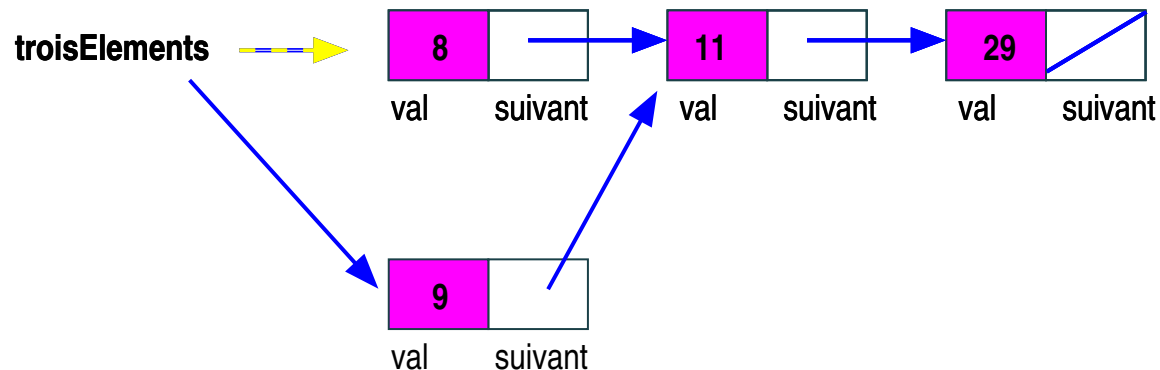 troisElements
8
11
29
val suivant val suivant val suivant
9
val suivant